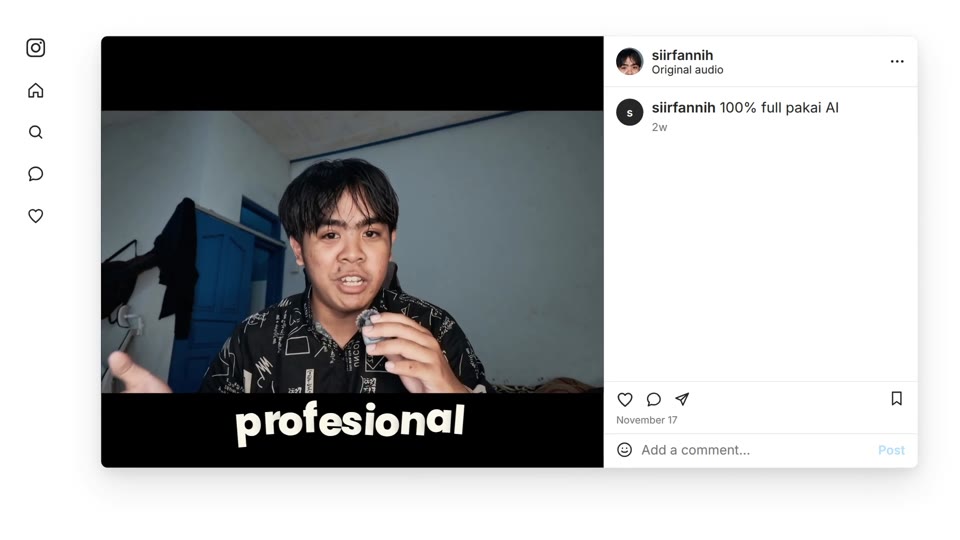 siirfannih
Original audio
s
siirfannih 100% full pakai AI
2w
profesional
November 17
Add a comment...
Post